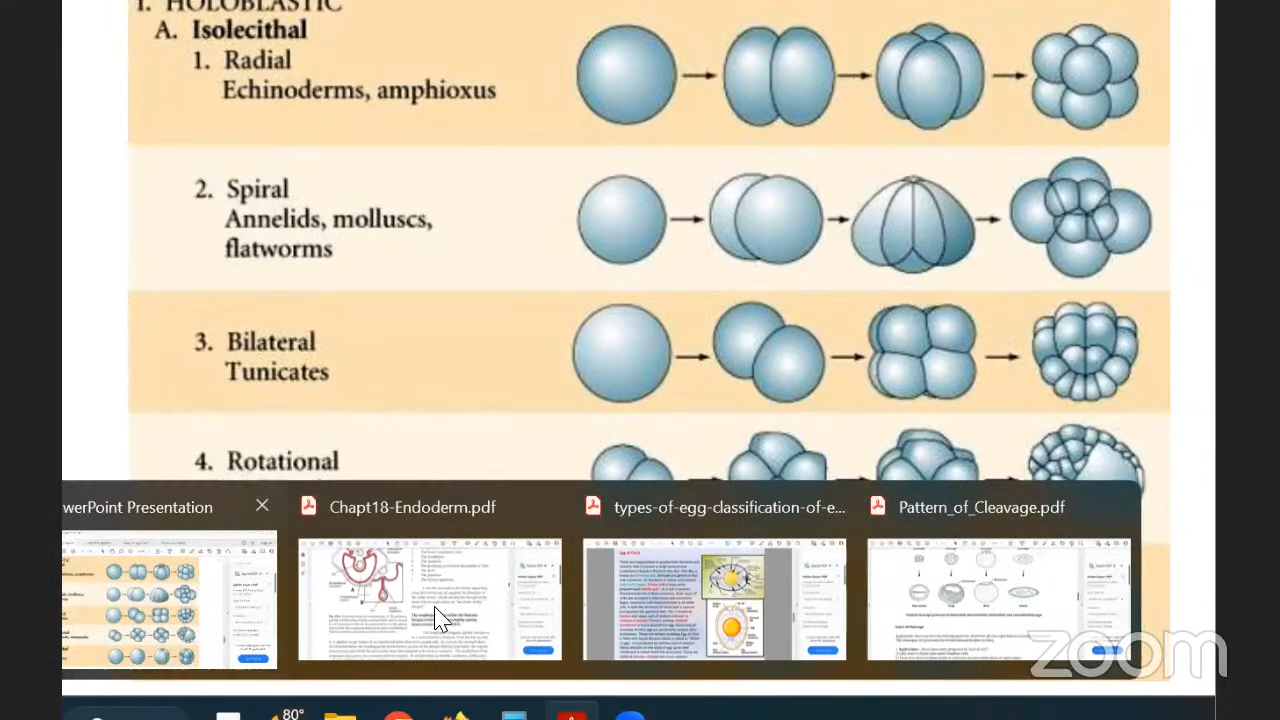 I. HOLOBLASTIC
A. Isolecithal
1. Radial
Echinoderms, amphioxus
2. Spiral
Annelids, molluscs,
flatworms
3. Bilateral
Tunicates
4. Rotational
werPoint Presentation
Chapt18-Endoderm.pdf
types-of-egg-classification-of-e...
Pattern_of_Cleavage.pdf
zoom
80°